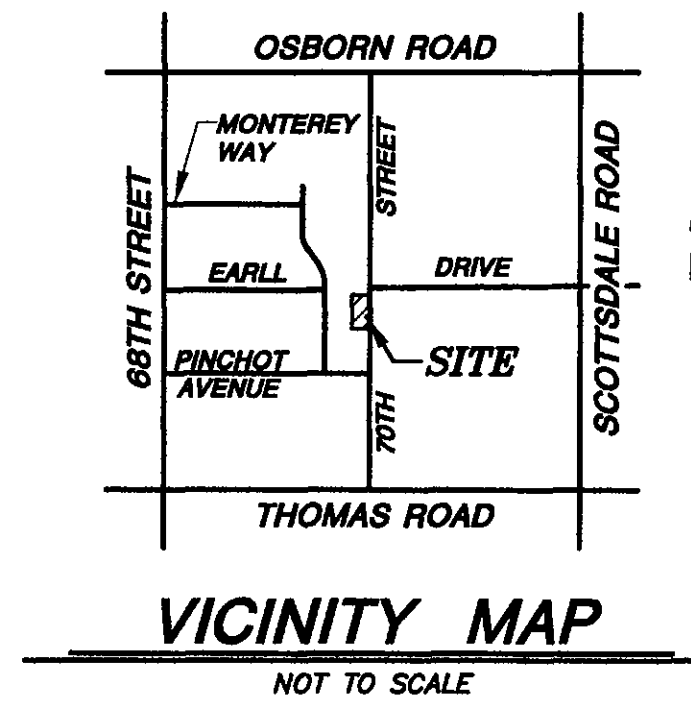 OSBORN ROAD
MONTEREY
WAY
STREET
68TH STREET
SCOTTSDALE ROAD
EARLL
DRIVE
SITE
PINCHOT
AVENUE
70TH
THOMAS ROAD
VICINITY MAP
NOT TO SCALE